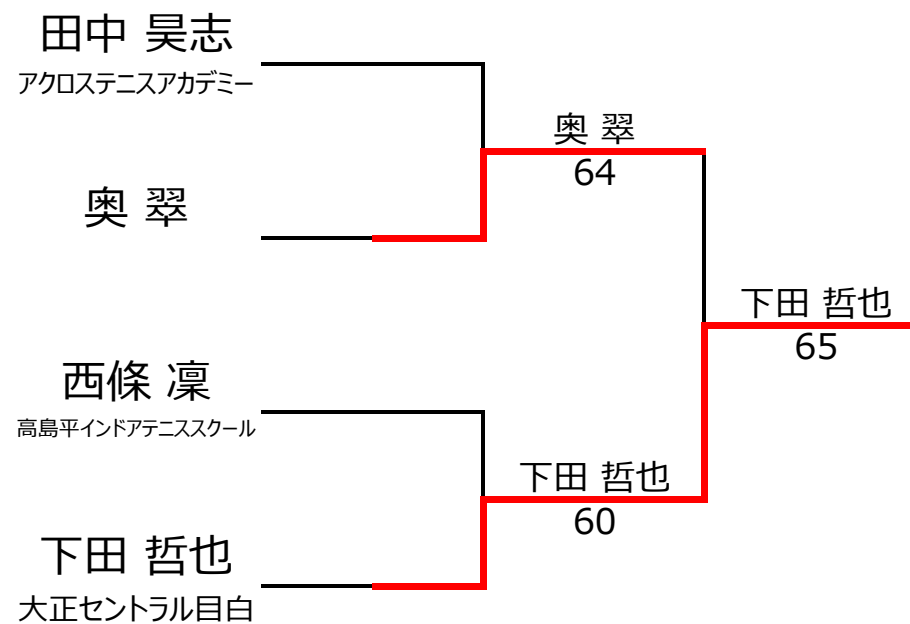 田中 昊志
アクロステニスアカデミー
奥 翠
西條 凜
高島平インドアテニススクール
下田 哲也
大正セントラル目白
奥 翠
64
下田 哲也
60
下田 哲也
65